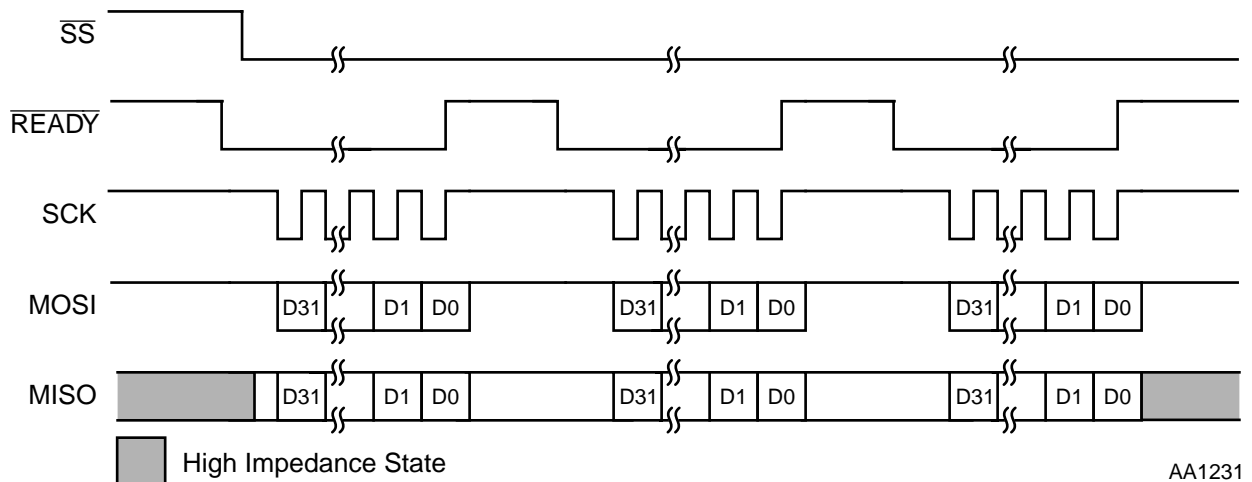 SS
READY
SCK
MOSI D31 D1 D0 D31 D1 D0 D31 D1 D0
MISO D31 D1 D0 D31 D1 D0 D31 D1 D0
High Impedance State
AA1231